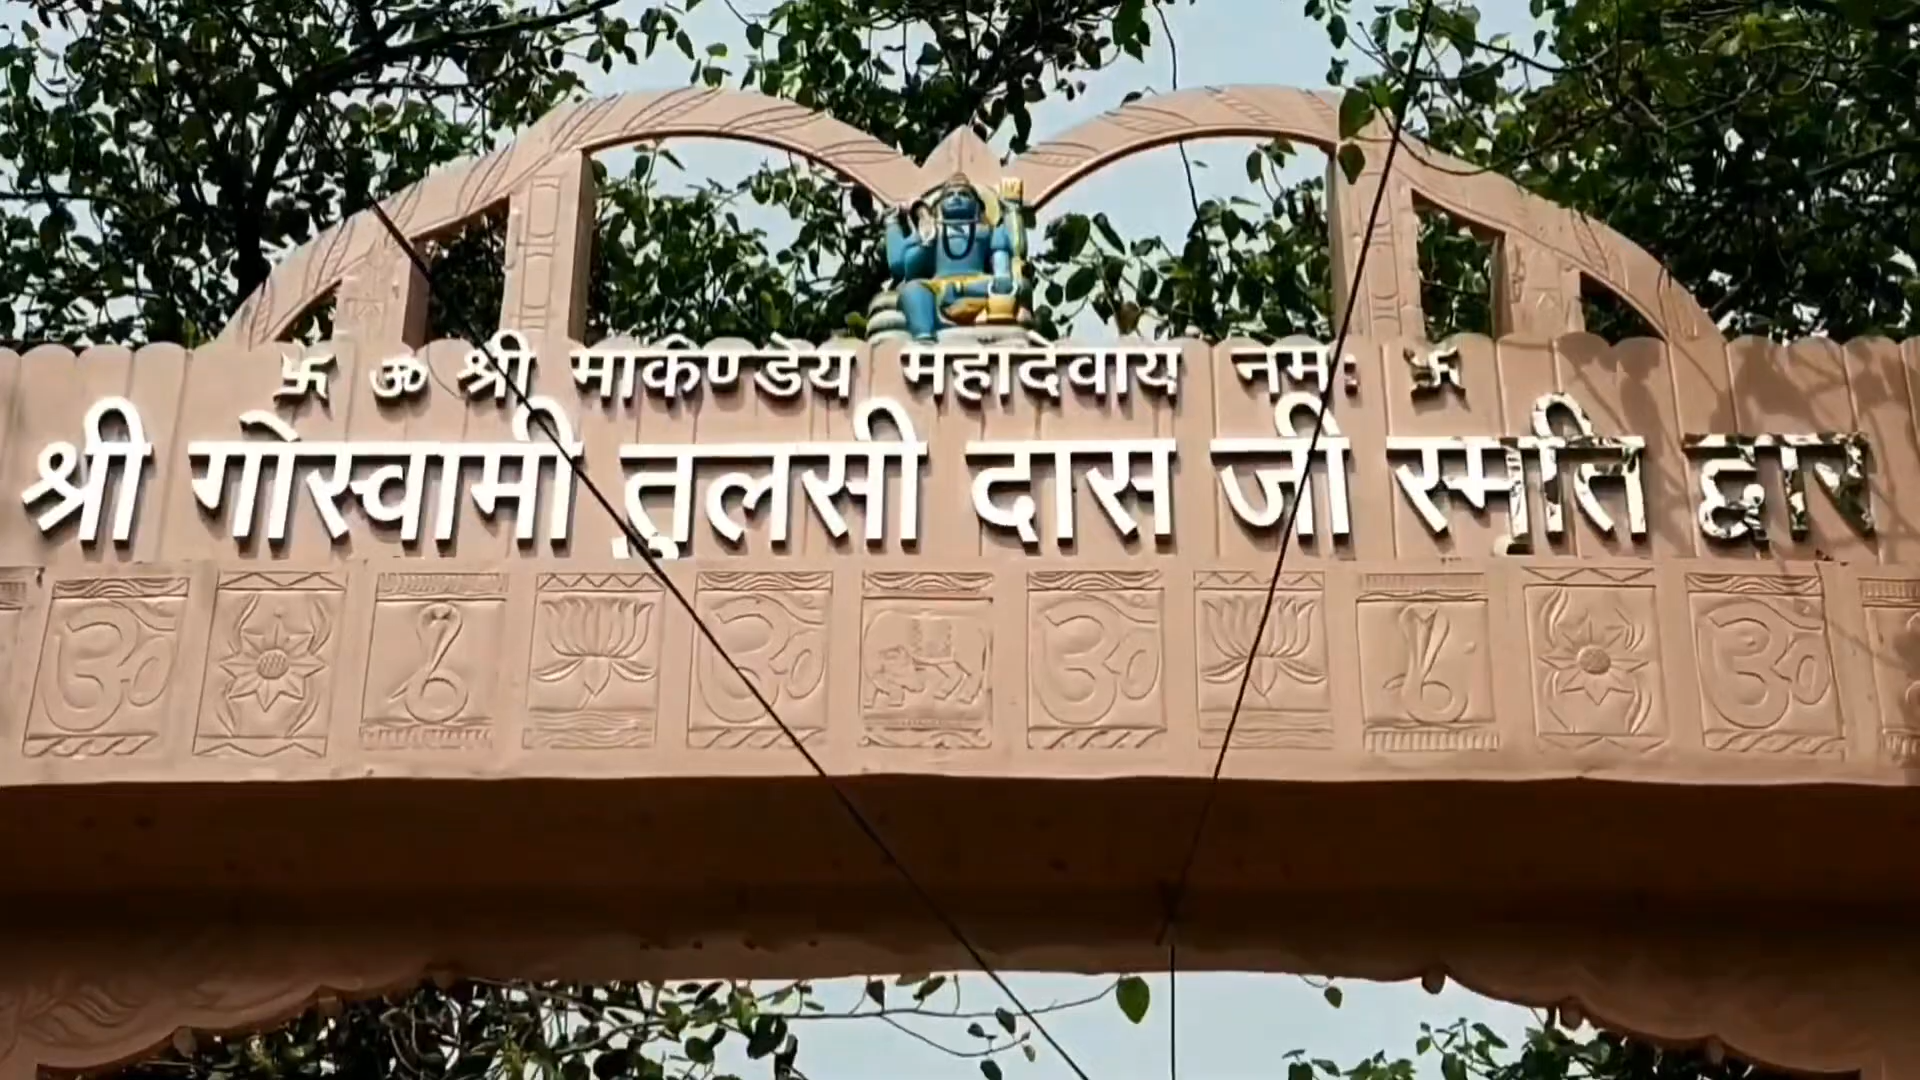 卐 ॐ श्री मार्कण्डेय महादेवाय नमः 卐
श्री गोस्वामी तुलसी दास जी स्मृति द्वार